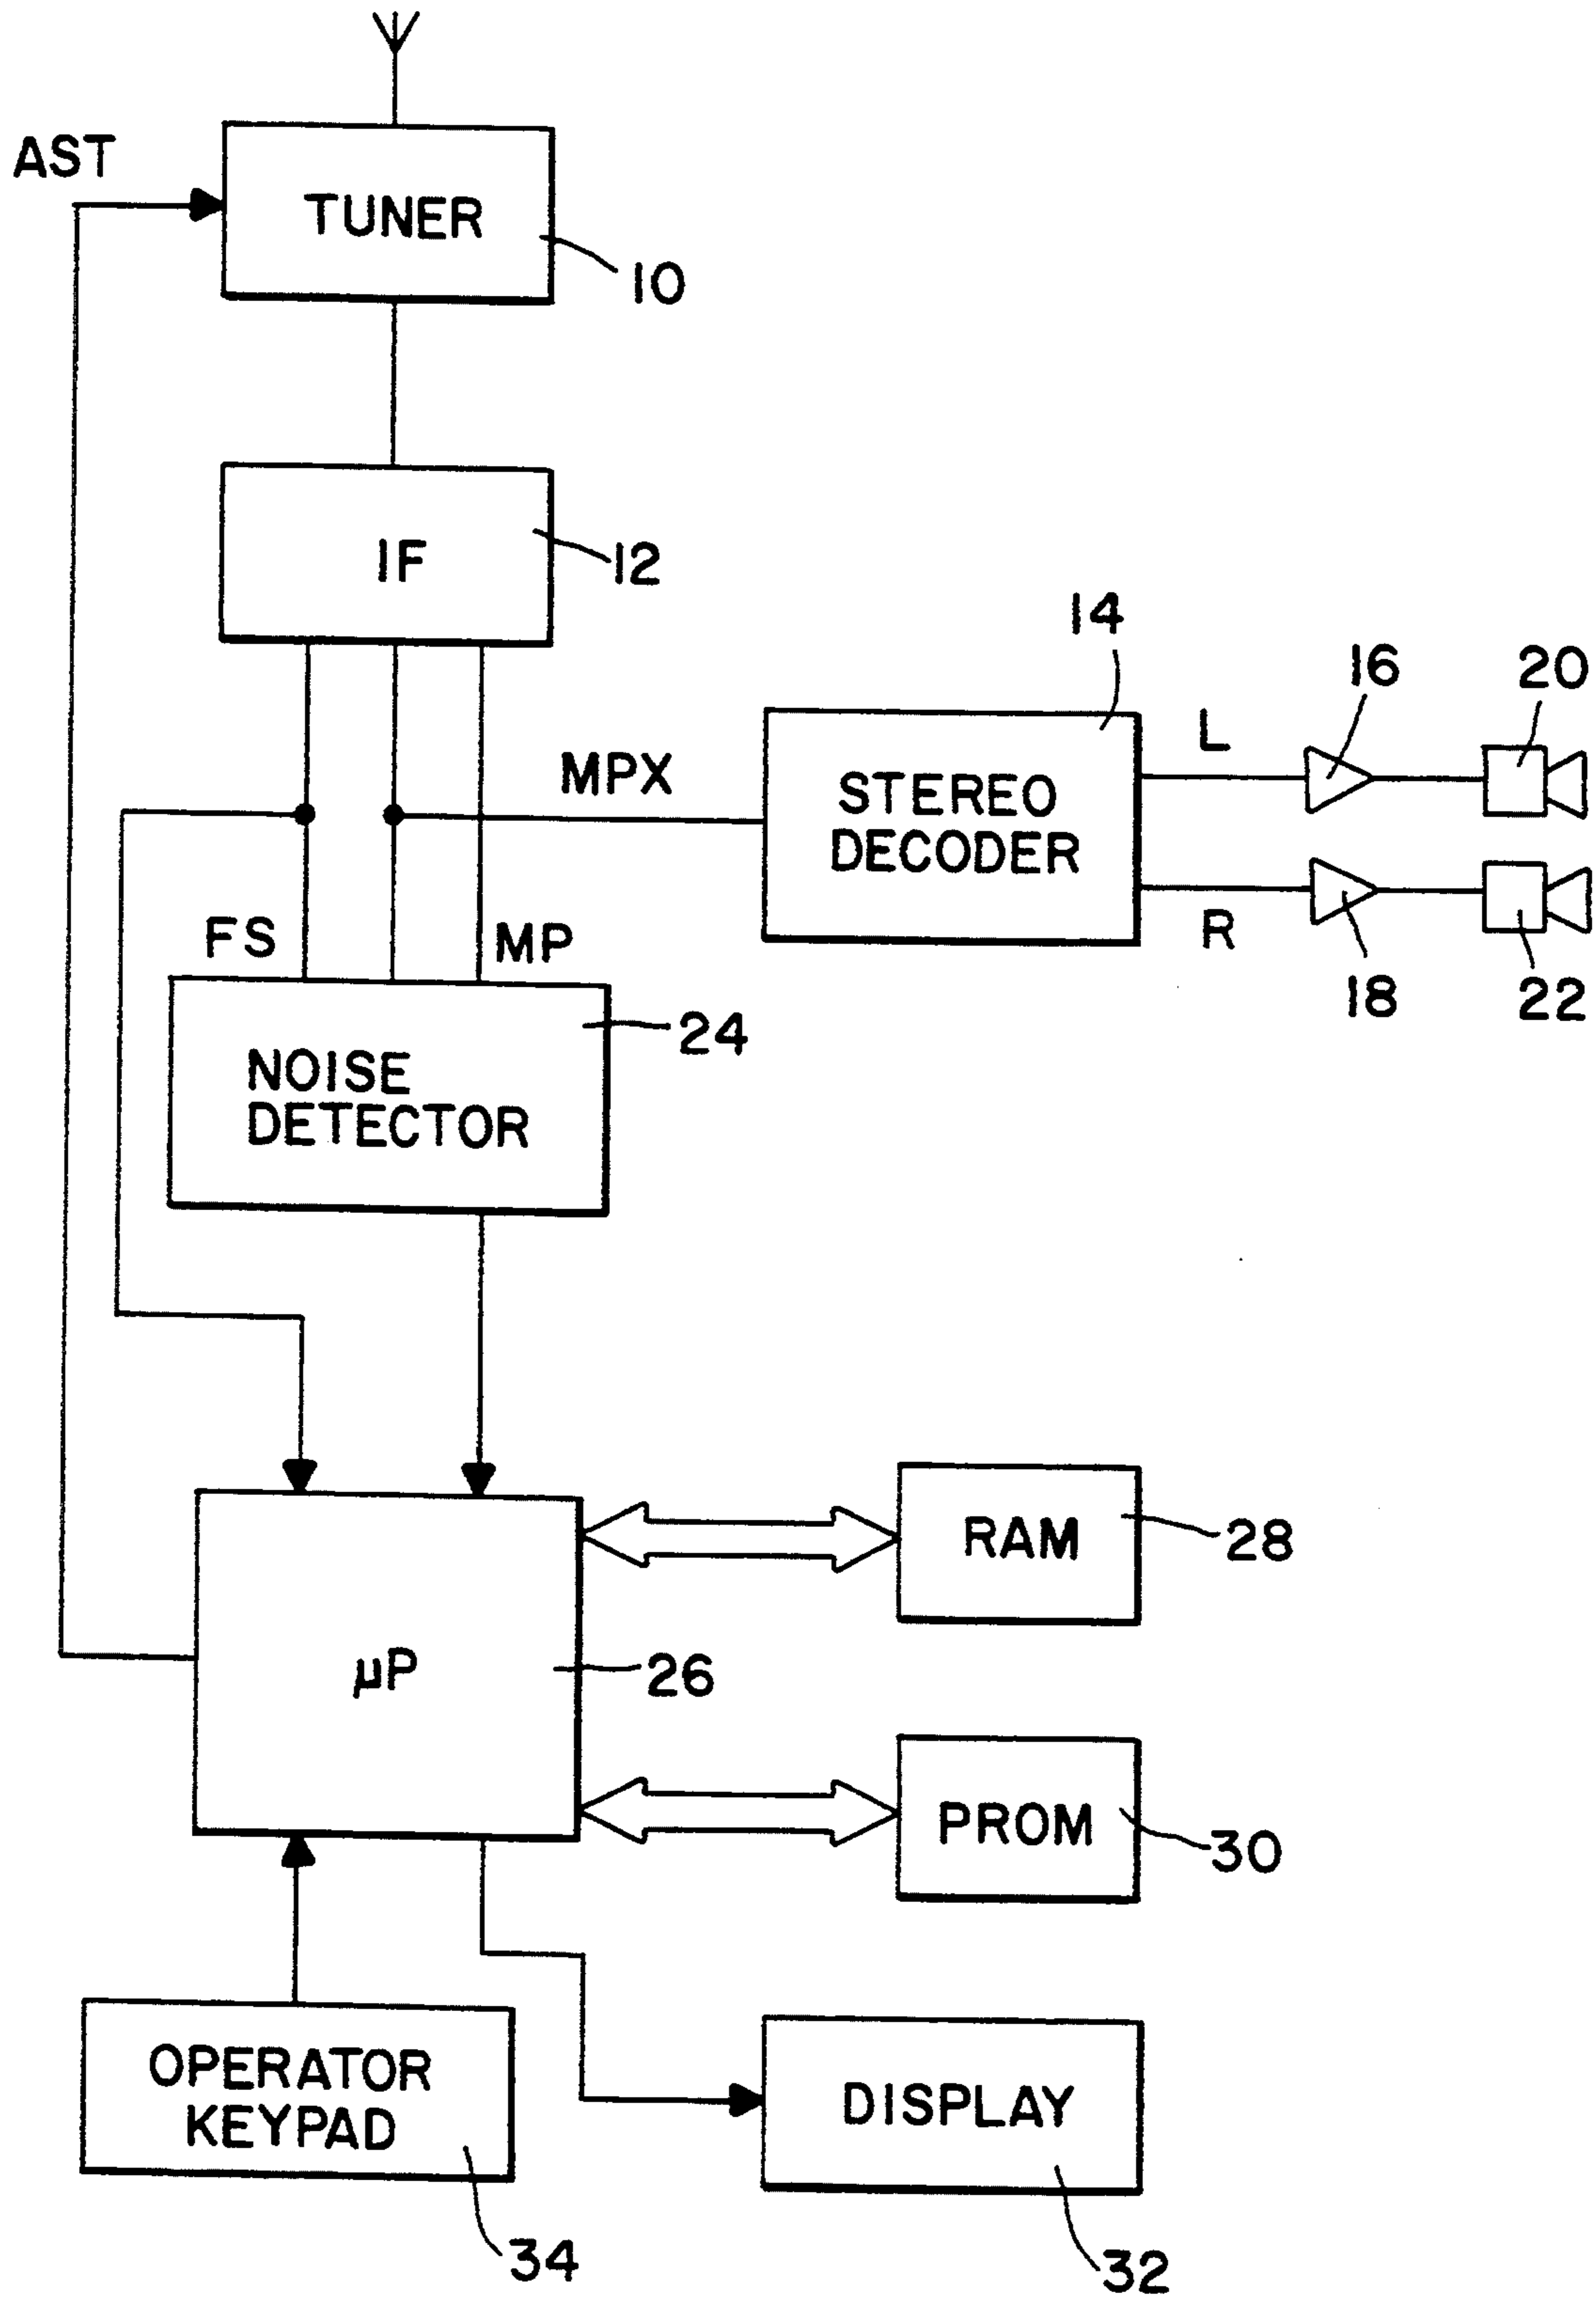 AST
TUNER
10
IF
12
14
16
20
L
MPX
STEREO
DECODER
R
18
22
FS
MP
24
NOISE
DETECTOR
RAM
28
µP
26
PROM
30
OPERATOR
KEYPAD
DISPLAY
34
32